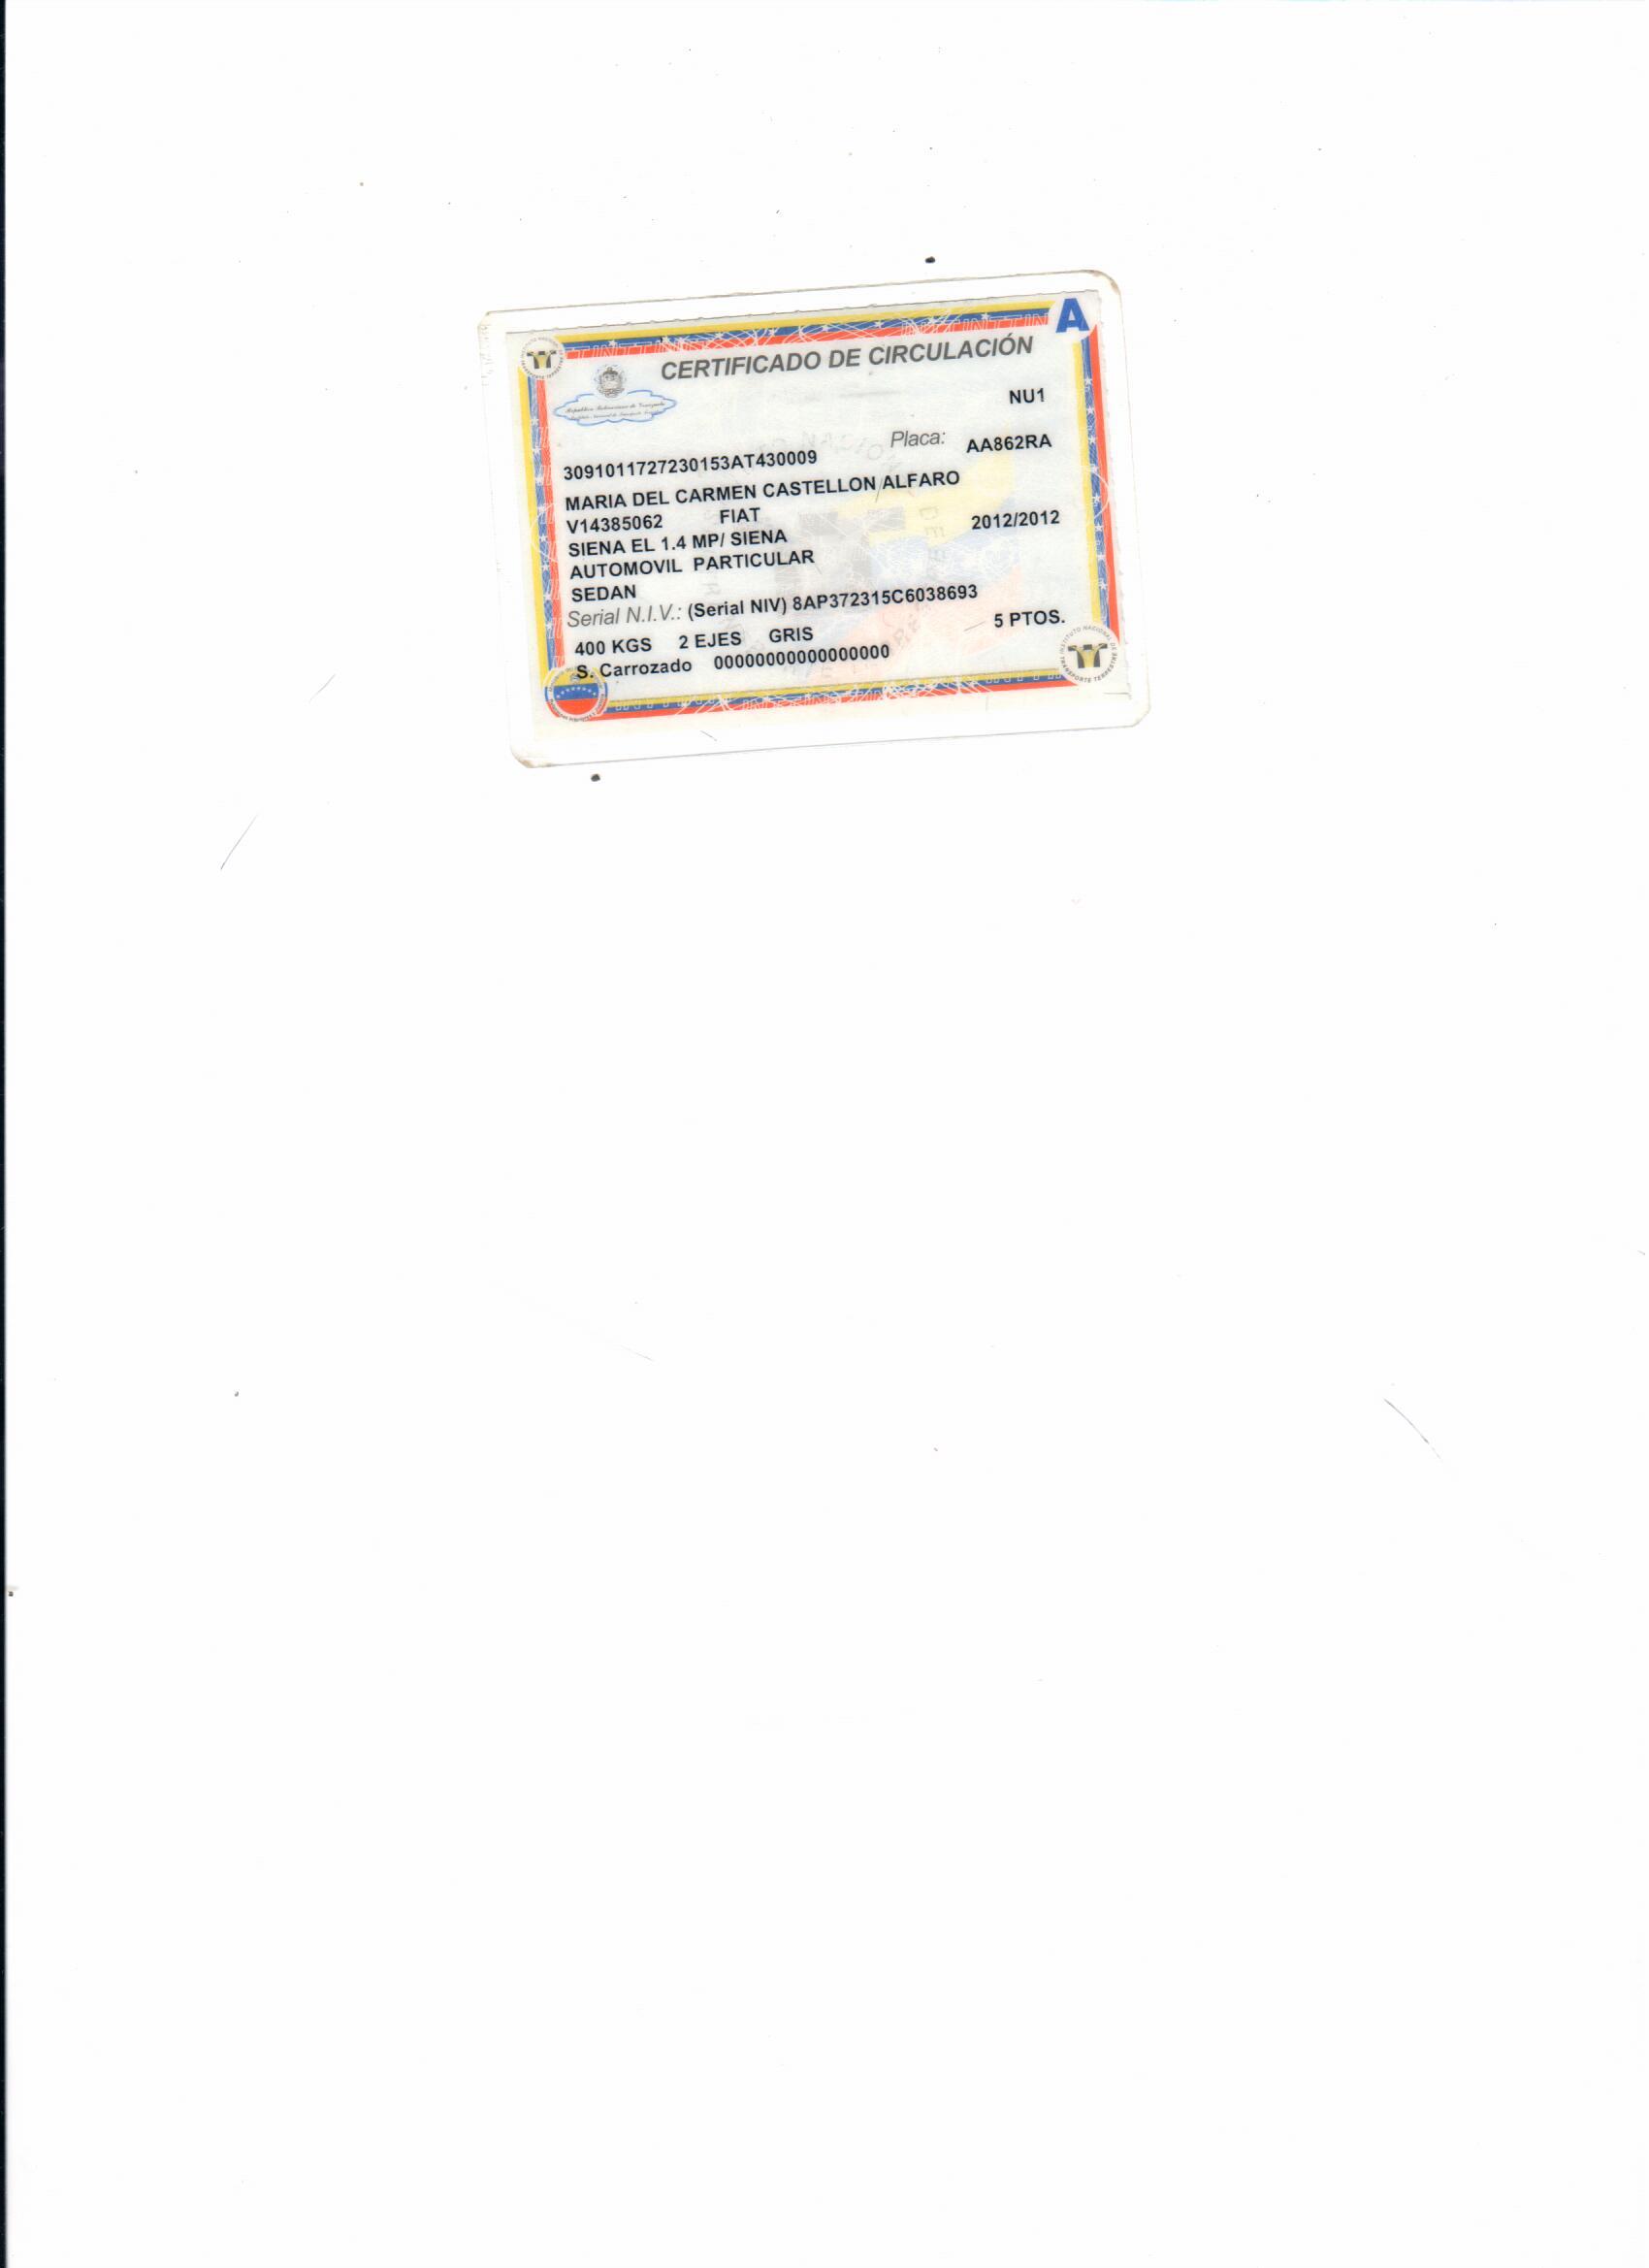 A
CERTIFICADO DE CIRCULACIÓN
República Bolivariana de Venezuela
NU1
Placa: AA862RA
3091011727230153AT430009
MARIA DEL CARMEN CASTELLON ALFARO
V14385062 FIAT 2012/2012
SIENA EL 1.4 MP/ SIENA
AUTOMOVIL PARTICULAR
SEDAN
Serial N.I.V.: (Serial NIV) 8AP372315C6038693
400 KGS 2 EJES GRIS 5 PTOS.
S. Carrozado 00000000000000000
INSTITUTO NACIONAL DE TRANSPORTE TERRESTRE